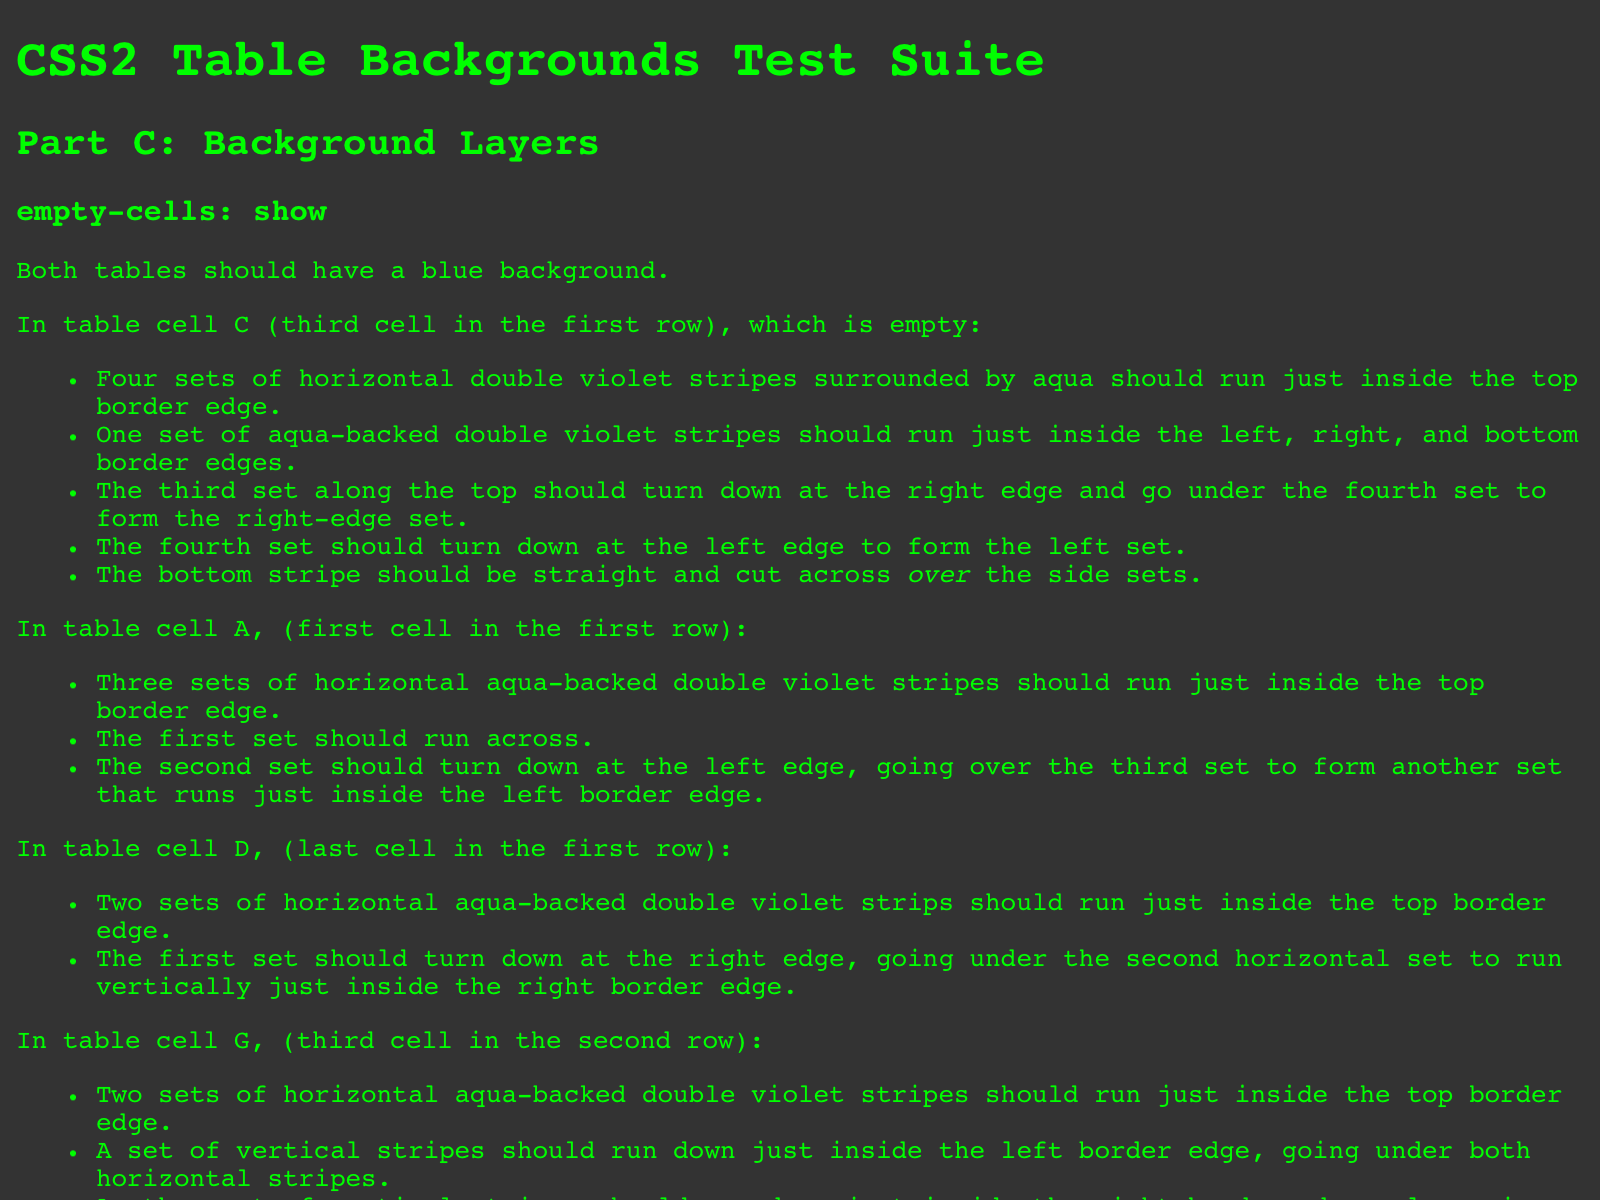 CSS2 Table Backgrounds Test Suite
Part C: Background Layers
empty-cells: show
Both tables should have a blue background.
In table cell C (third cell in the first row), which is empty:
• Four sets of horizontal double violet stripes surrounded by aqua should run just inside the top
border edge.
• One set of aqua-backed double violet stripes should run just inside the left, right, and bottom
border edges.
• The third set along the top should turn down at the right edge and go under the fourth set to
form the right-edge set.
• The fourth set should turn down at the left edge to form the left set.
• The bottom stripe should be straight and cut across over the side sets.
In table cell A, (first cell in the first row):
• Three sets of horizontal aqua-backed double violet stripes should run just inside the top
border edge.
• The first set should run across.
• The second set should turn down at the left edge, going over the third set to form another set
that runs just inside the left border edge.
In table cell D, (last cell in the first row):
• Two sets of horizontal aqua-backed double violet strips should run just inside the top border
edge.
• The first set should turn down at the right edge, going under the second horizontal set to run
vertically just inside the right border edge.
In table cell G, (third cell in the second row):
• Two sets of horizontal aqua-backed double violet stripes should run just inside the top border
edge.
• A set of vertical stripes should run down just inside the left border edge, going under both
horizontal stripes.